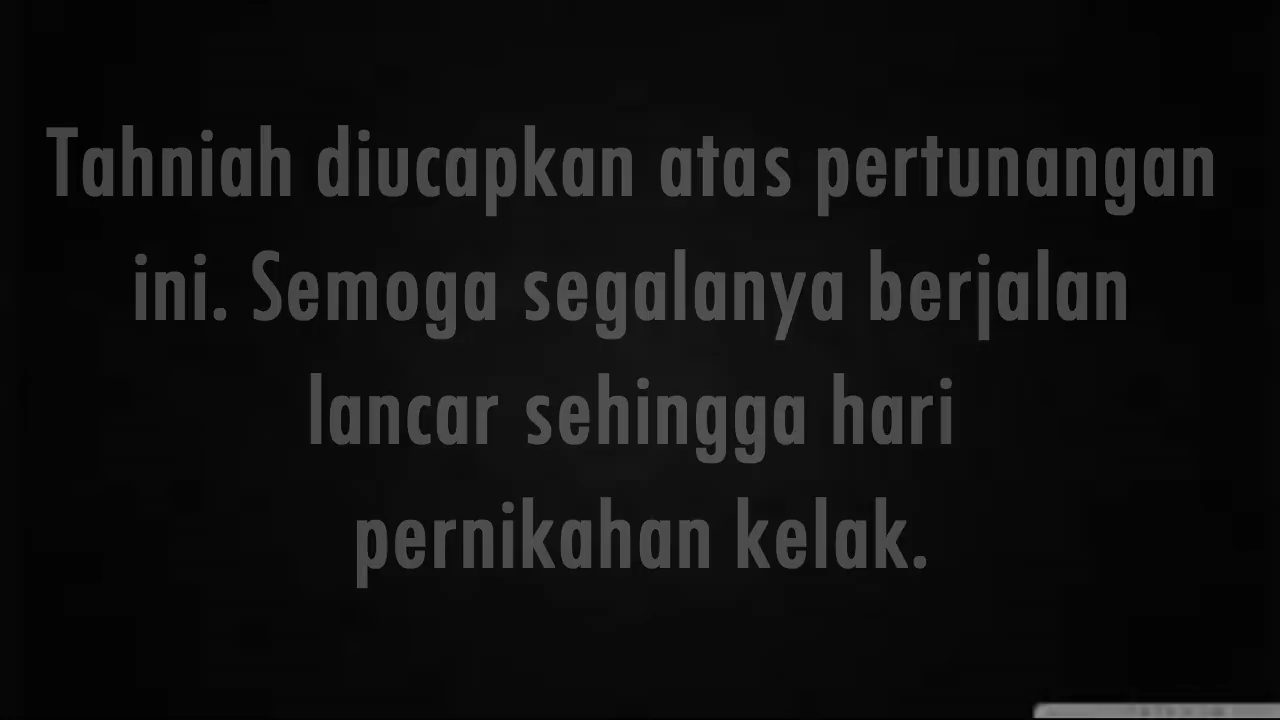 Tahniah diucapkan atas pertunangan
ini. Semoga segalanya berjalan
lancar sehingga hari
pernikahan kelak.